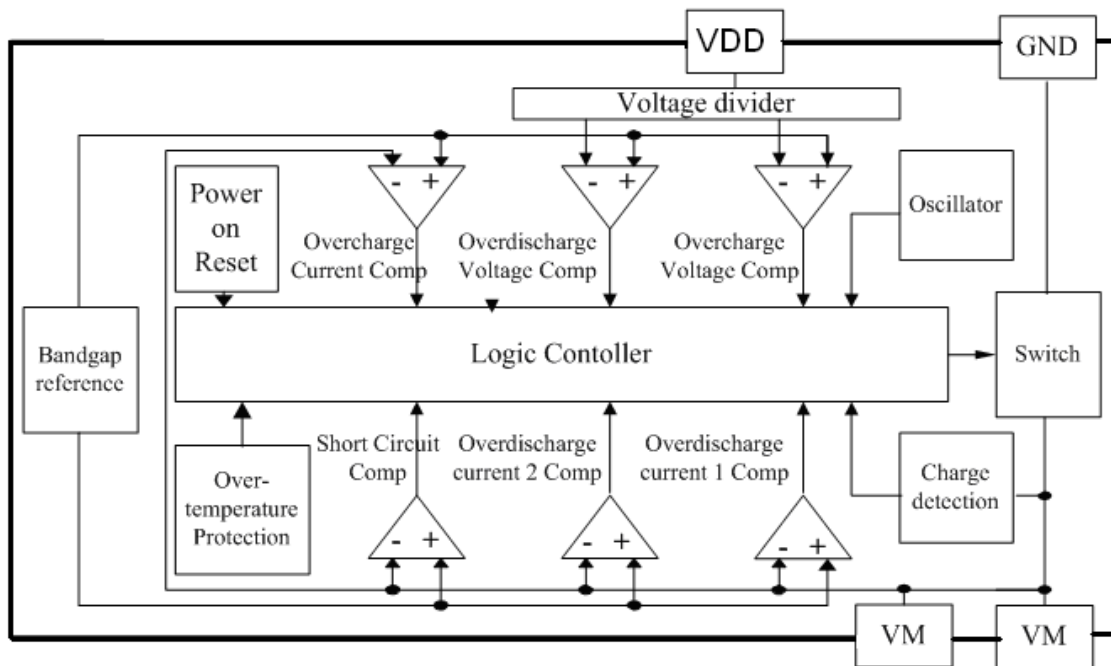 VDD
GND
Voltage divider
- +
- +
- +
Power
on
Reset
Oscillator
Overcharge
Current Comp
Overdischarge
Voltage Comp
Overcharge
Voltage Comp
Bandgap
reference
Logic Contoller
Switch
Short Circuit
Comp
Overdischarge
current 2 Comp
Overdischarge
current 1 Comp
Over-
temperature
Protection
Charge
detection
- +
- +
- +
VM
VM